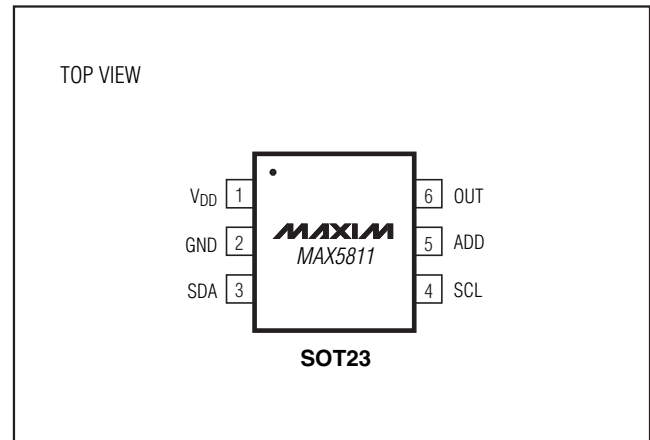 TOP VIEW
VDD 1 6 OUT
MAXIM
GND 2 5 ADD
MAX5811
SDA 3 4 SCL
SOT23